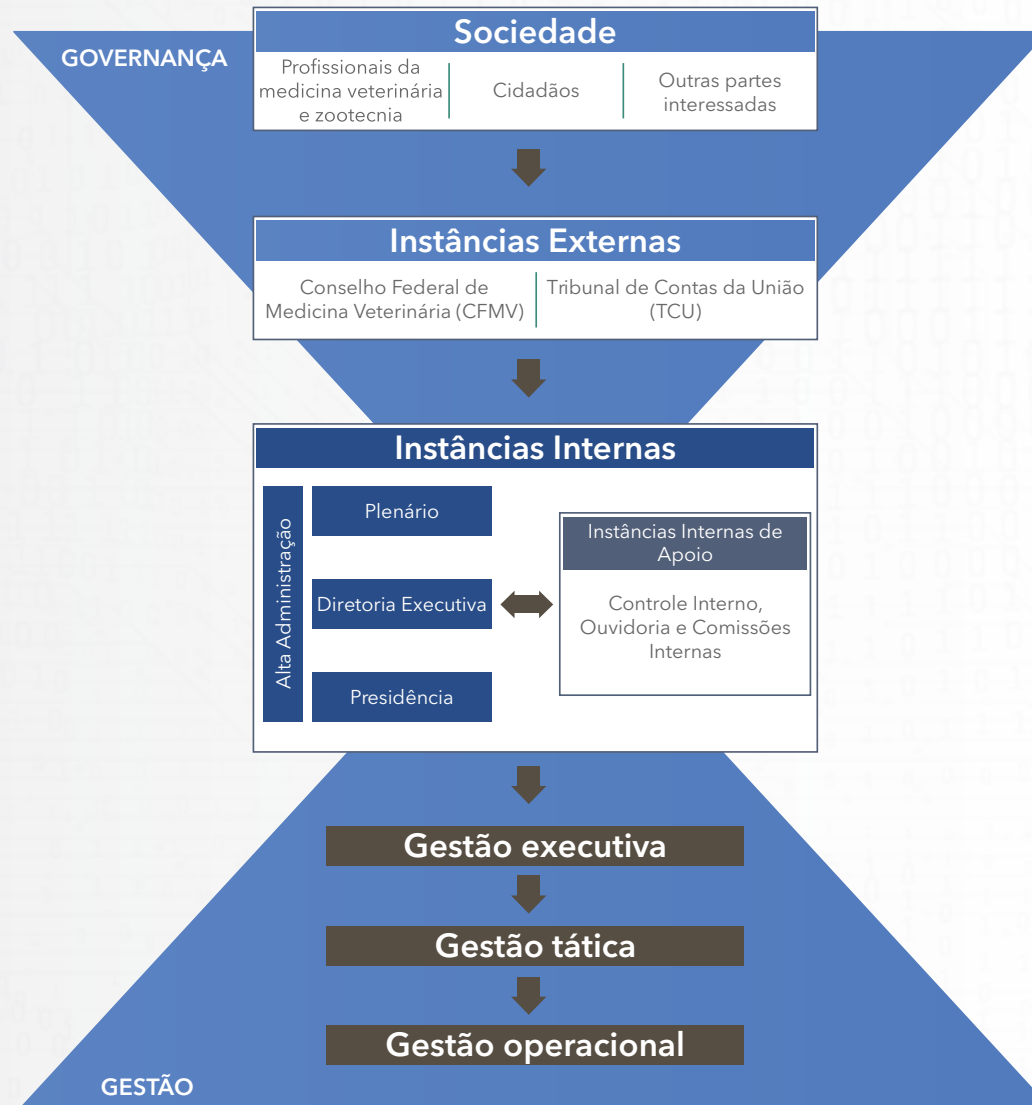 GOVERNANÇA
Sociedade
Profissionais da
medicina veterinária
e zootecnia
Cidadãos
Outras partes
interessadas
Instâncias Externas
Conselho Federal de
Medicina Veterinária (CFMV)
Tribunal de Contas da União
(TCU)
Instâncias Internas
Alta Administração
Plenário
Diretoria Executiva
Presidência
Instâncias Internas de
Apoio
Controle Interno,
Ouvidoria e Comissões
Internas
Gestão executiva
Gestão tática
Gestão operacional
GESTÃO